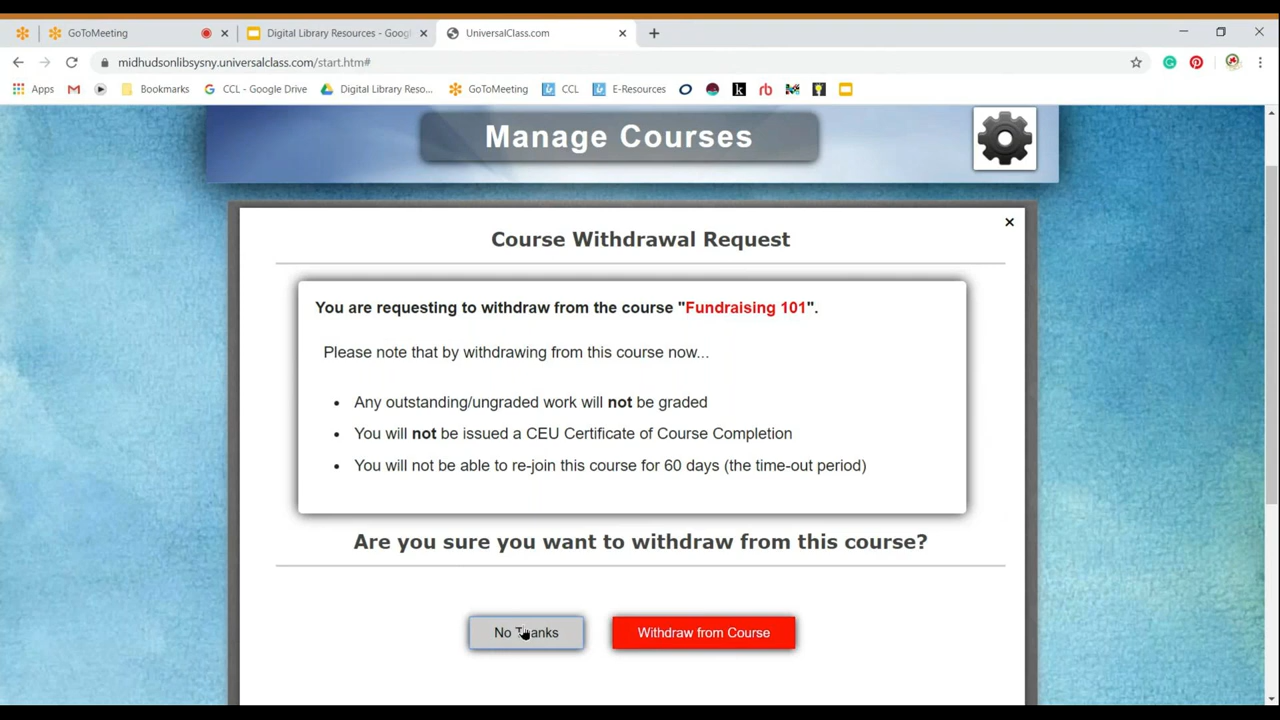 GoToMeeting
Digital Library Resources - Goog
UniversalClass.com
midhudsonlibsysny.universalclass.com/start.htm#
Apps
Bookmarks
CCL - Google Drive
Digital Library Reso...
GoToMeeting
CCL
E-Resources
Manage Courses
Course Withdrawal Request
You are requesting to withdraw from the course "Fundraising 101".
Please note that by withdrawing from this course now...
• Any outstanding/ungraded work will not be graded
• You will not be issued a CEU Certificate of Course Completion
• You will not be able to re-join this course for 60 days (the time-out period)
Are you sure you want to withdraw from this course?
No Thanks
Withdraw from Course